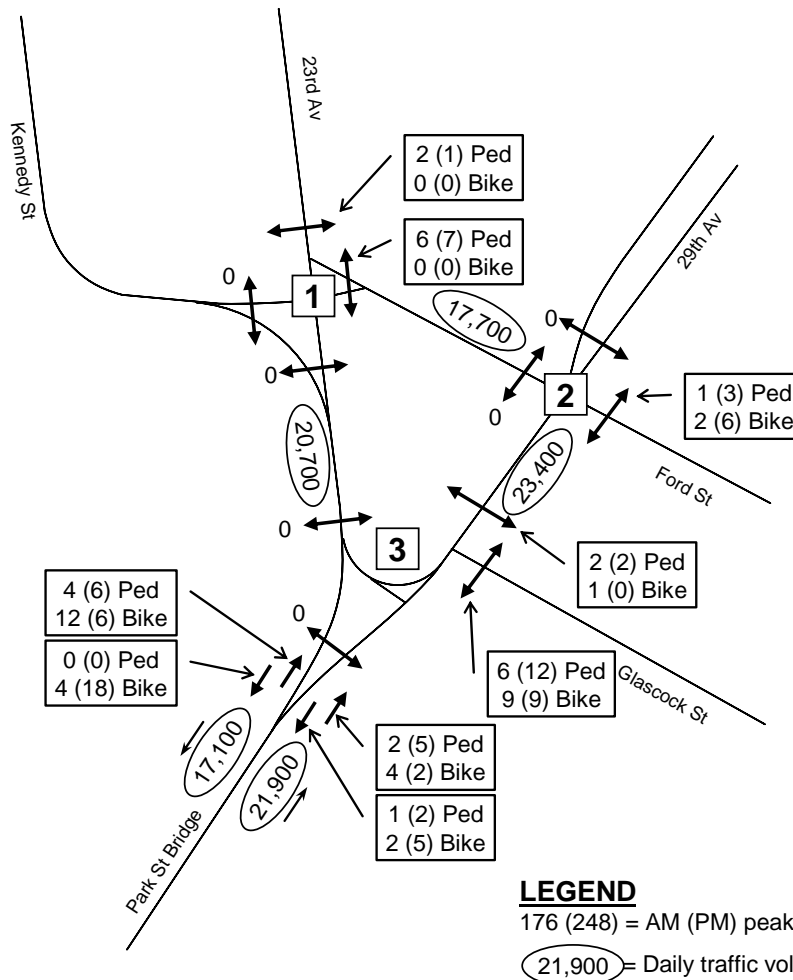 23rd Av
Kennedy St
2 (1) Ped
0 (0) Bike
6 (7) Ped
0 (0) Bike
29th Av
0
1
17,700
0
0
2
0
1 (3) Ped
2 (6) Bike
20,700
23,400
Ford St
0
3
2 (2) Ped
1 (0) Bike
4 (6) Ped
12 (6) Bike
0
0 (0) Ped
4 (18) Bike
6 (12) Ped
9 (9) Bike
Glascock St
17,100
21,900
2 (5) Ped
4 (2) Bike
1 (2) Ped
2 (5) Bike
Park St Bridge
LEGEND
176 (248) = AM (PM) peak
21,900 = Daily traffic vol